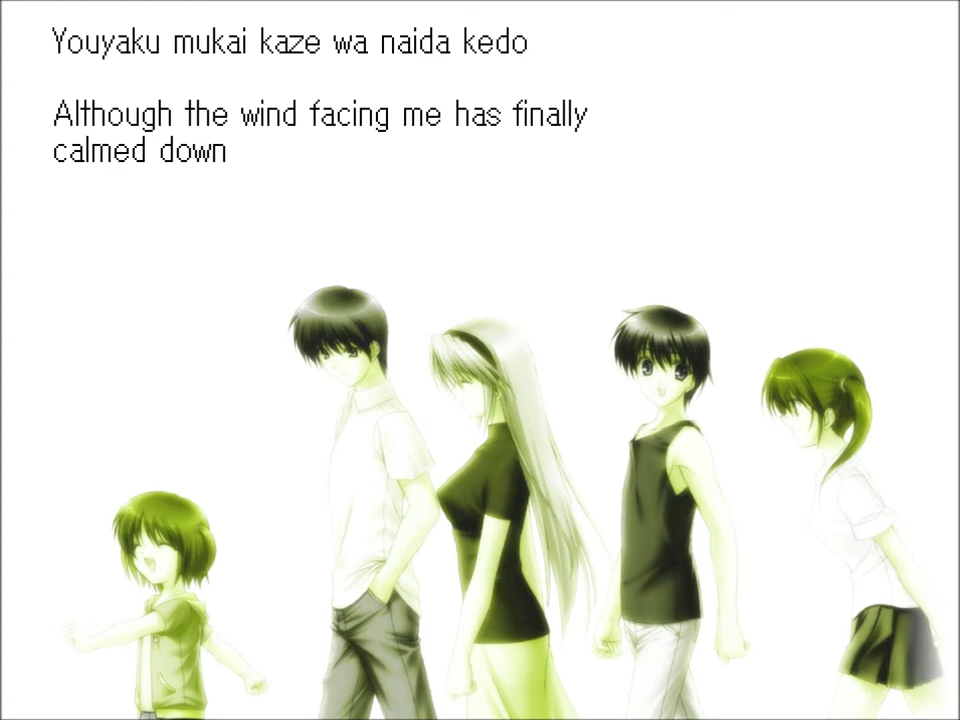 Youyaku mukai kaze wa naida kedo
Although the wind facing me has finally
calmed down